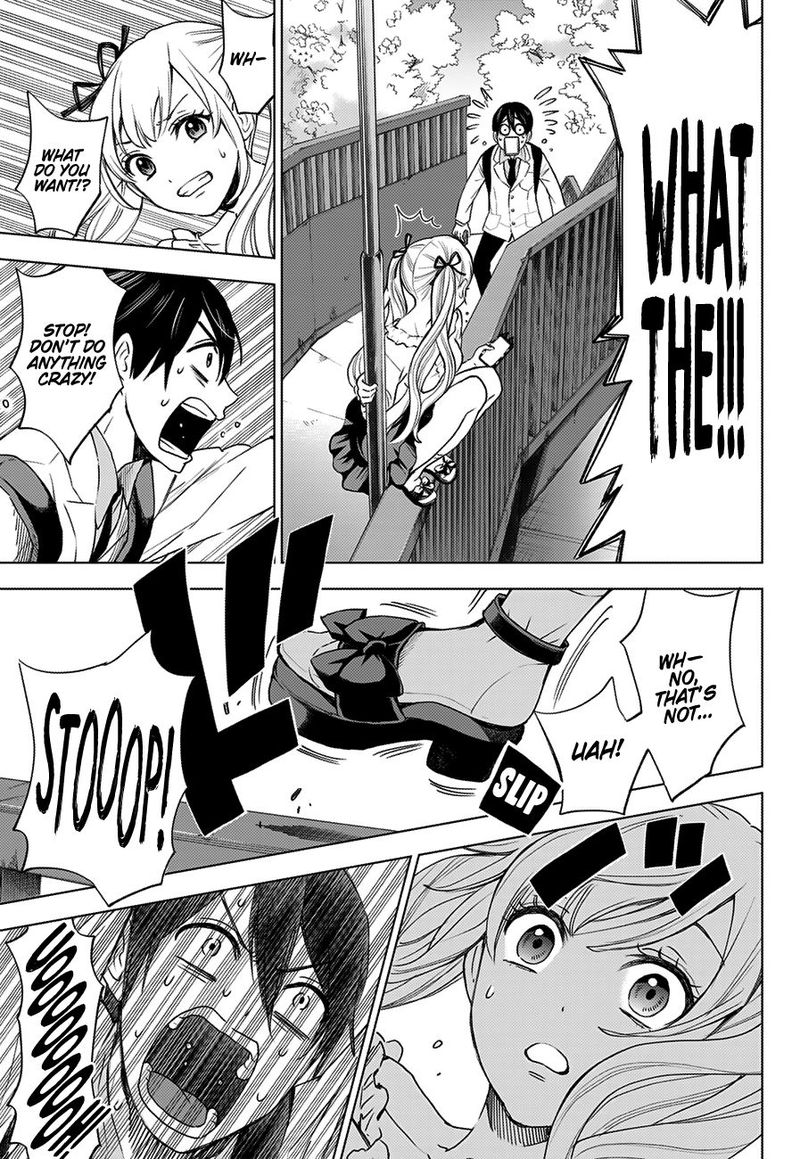 WHAT
THE!!!
WH—
WHAT
DO YOU
WANT!?
STOP!
DON'T DO
ANYTHING
CRAZY!
WH—
NO,
THAT'S
NOT...
UAH!
SLIP
STOOOP!